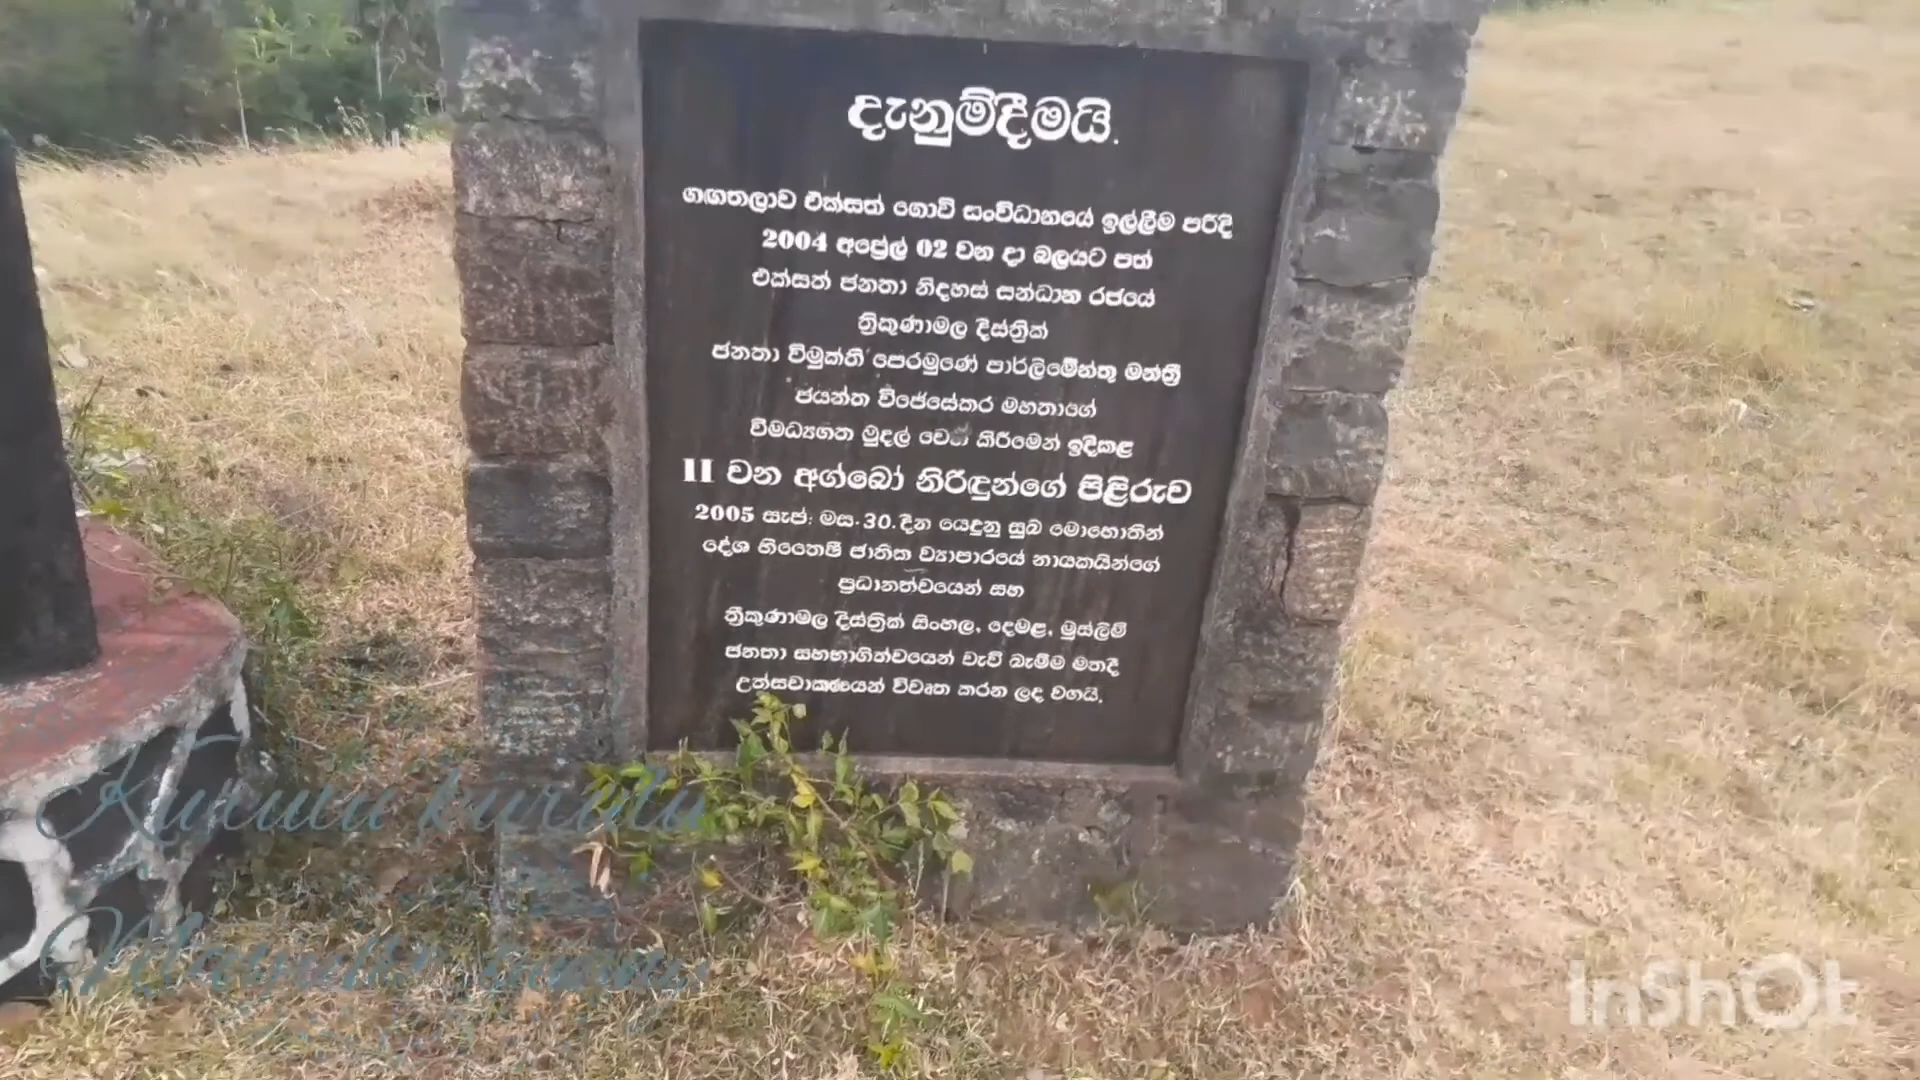 දැනුම්දීමයි.
ගඟතලාව එක්සත් ගොවි සංවිධානයේ ඉල්ලීම පරිදි
2004 අප්‍රේල් 02 වන දා බලයට පත්
එක්සත් ජනතා නිදහස් සන්ධාන රජයේ
ත්‍රිකුණාමල දිස්ත්‍රික්
ජනතා විමුක්ති පෙරමුණේ පාර්ලිමේන්තු මන්ත්‍රී
ජයන්ත විජේසේකර මහතාගේ
විමධ්‍යගත මුදල් කිරීමෙන් ඉදිකළ
II වන අග්බෝ නිරිඳුන්ගේ පිළිරුව
2005 සැප්: මස.30.දින යෙදුනු සුබ මොහොතින්
දේශ හිතෛෂී ජාතික ව්‍යාපාරයේ නායකයින්ගේ
ප්‍රධානත්වයෙන් සහ
ත්‍රීකුණාමල දිස්ත්‍රික් සිංහල, දෙමළ, මුස්ලිම්
ජනතා සහභාගිත්වයෙන් වැව් බැම්ම මතදී
උත්සවාකාරයෙන් විවෘත කරන ලද වගයි.
InShOt